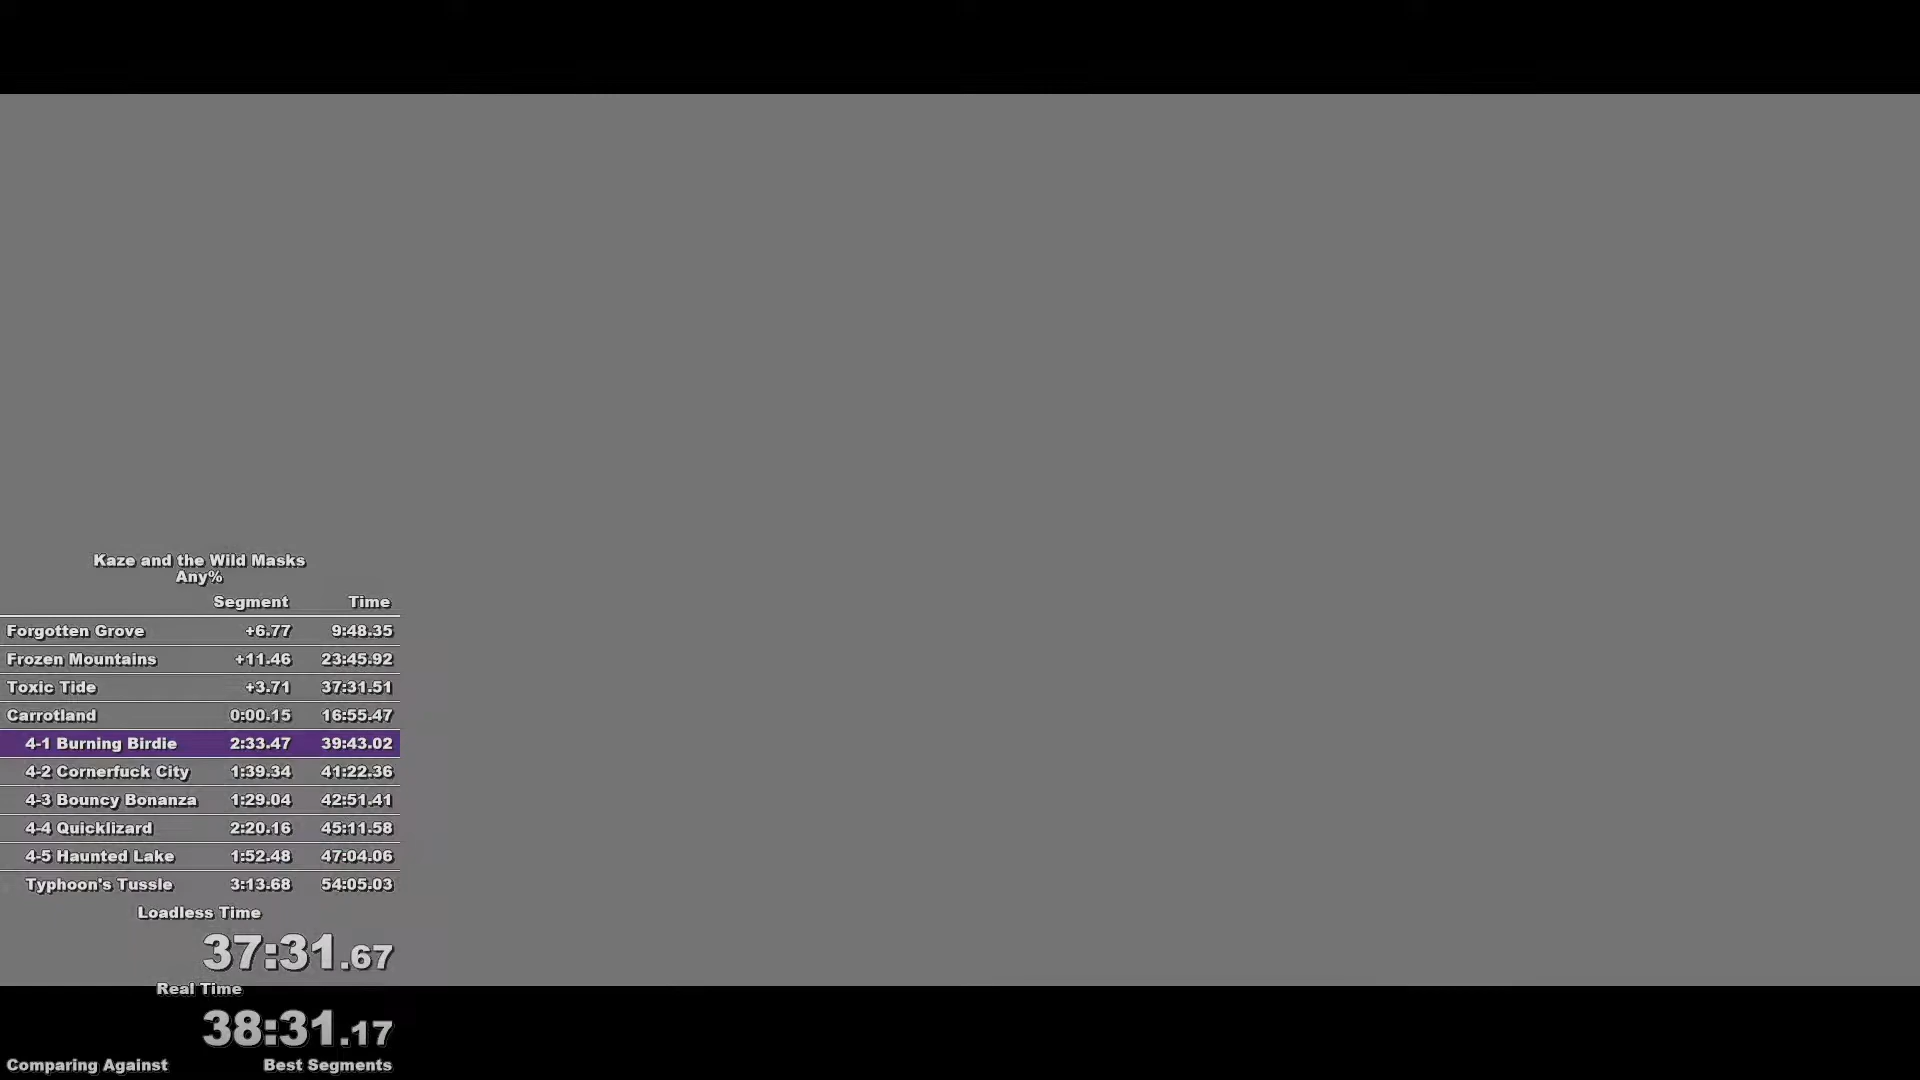 Kaze and the Wild Masks
Any%
Segment Time
Forgotten Grove +6.77 9:48.35
Frozen Mountains +11.46 23:45.92
Toxic Tide +3.71 37:31.51
Carrotland 0:00.15 16:55.47
4-1 Burning Birdie 2:33.47 39:43.02
4-2 Cornerfuck City 1:39.34 41:22.36
4-3 Bouncy Bonanza 1:29.04 42:51.41
4-4 Quicklizard 2:20.16 45:11.58
4-5 Haunted Lake 1:52.48 47:04.06
Typhoon's Tussle 3:13.68 54:05.03
Loadless Time
37:31.67
Real Time
38:31.17
Comparing Against Best Segments